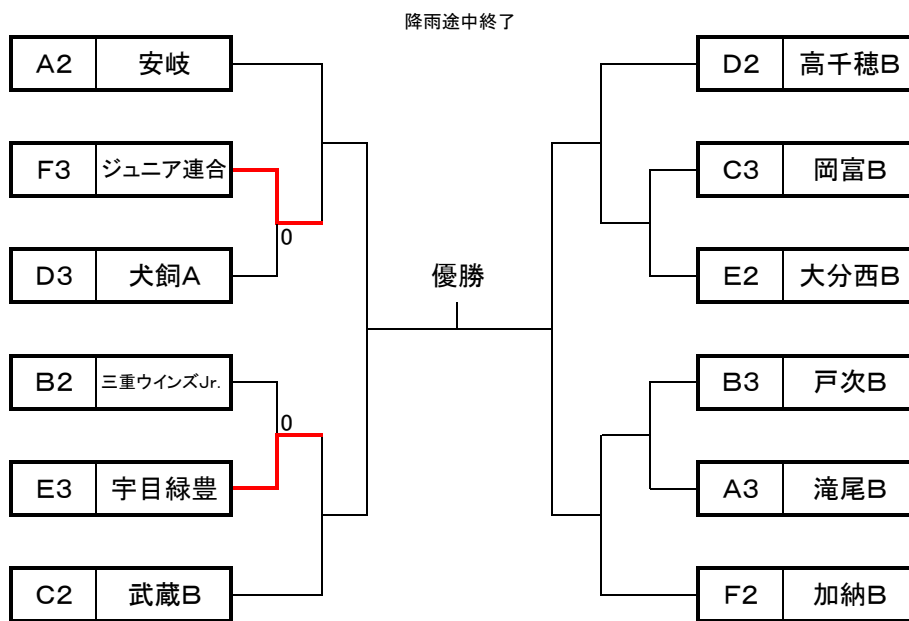 降雨途中終了
A2 安岐
F3 ジュニア連合
0
D3 犬飼A
B2 三重ウインズJr.
0
E3 宇目緑豊
C2 武蔵B
優勝
D2 高千穂B
C3 岡富B
E2 大分西B
B3 戸次B
A3 滝尾B
F2 加納B